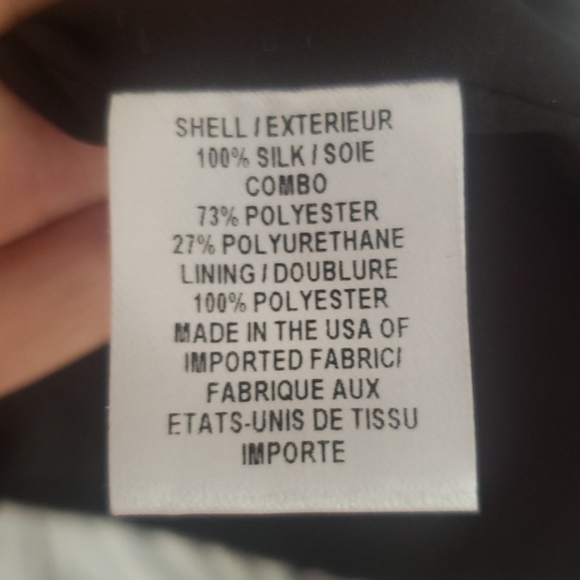 SHELL / EXTERIEUR
100% SILK / SOIE
COMBO
73% POLYESTER
27% POLYURETHANE
LINING / DOUBLURE
100% POLYESTER
MADE IN THE USA OF
IMPORTED FABRIC/
FABRIQUE AUX
ETATS-UNIS DE TISSU
IMPORTE